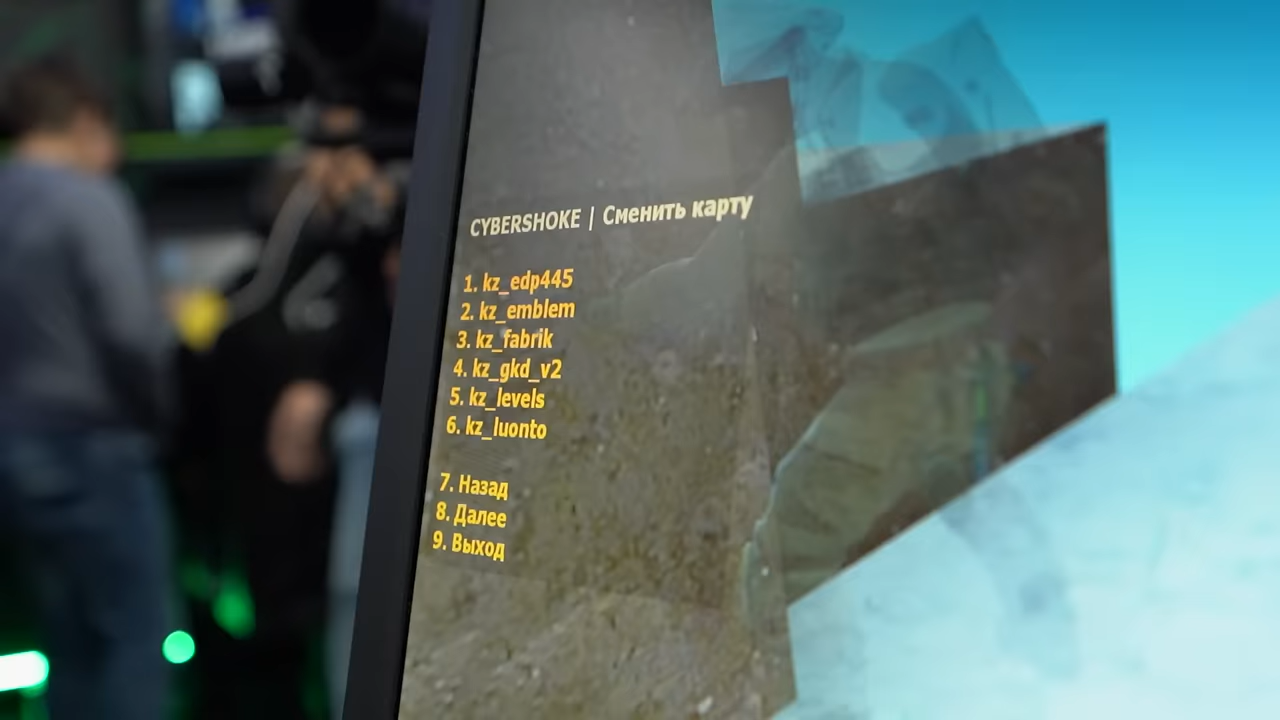 CYBERSHOKE | Сменить карту
1. kz_edp445
2. kz_emblem
3. kz_fabrik
4. kz_gkd_v2
5. kz_levels
6. kz_luonto
7. Назад
8. Далее
9. Выход